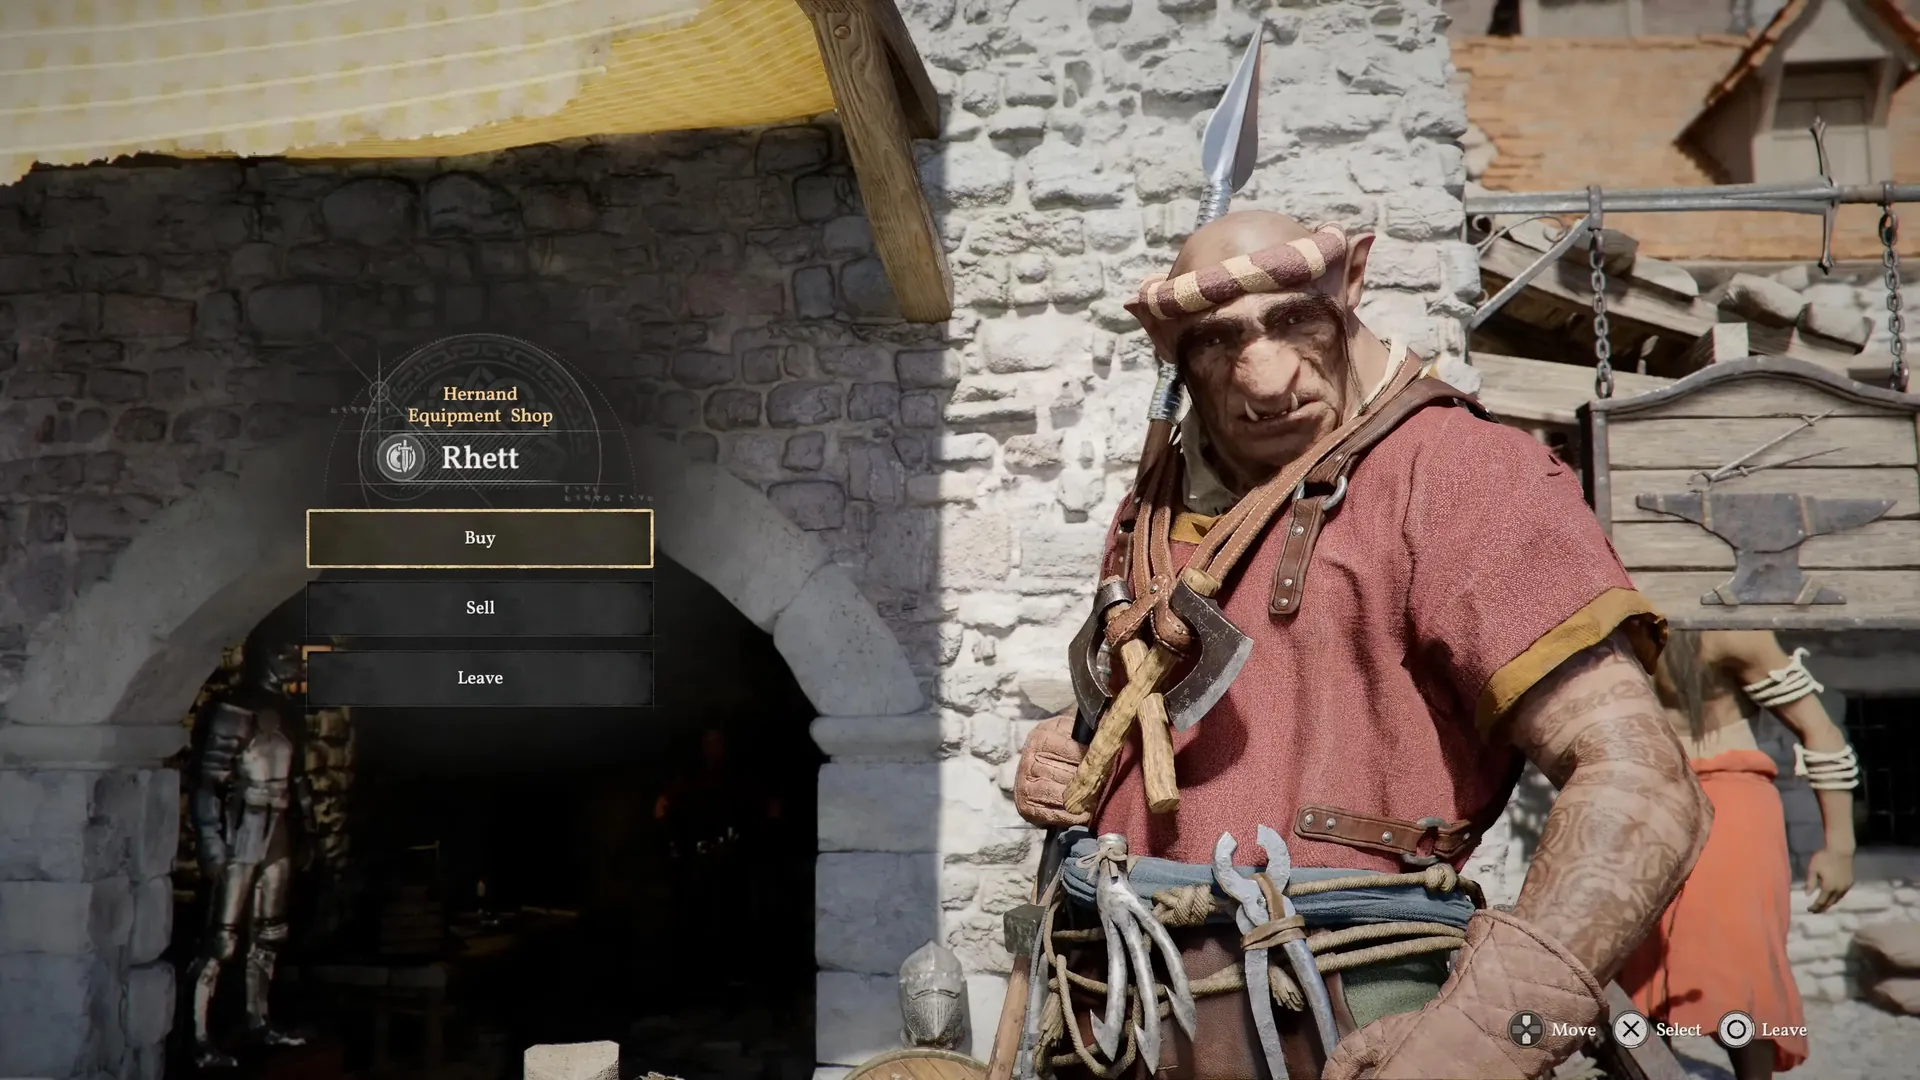 Hernand
Equipment Shop
Rhett
Buy
Sell
Leave
Move
Select
Leave